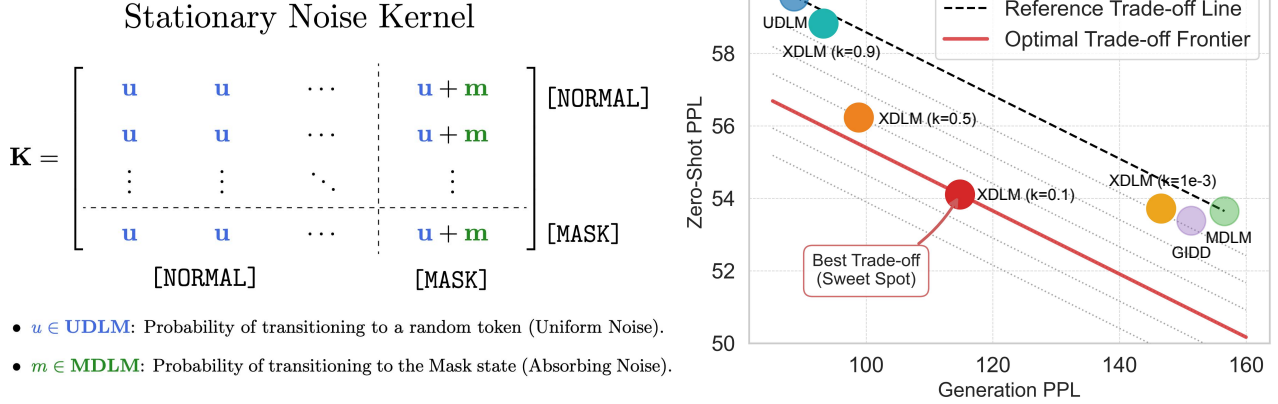 Stationary Noise Kernel
K =
u u ⋯ u + m [NORMAL]
u u ⋯ u + m
⋮ ⋮ ⋱ ⋮
u u ⋯ u + m [MASK]
[NORMAL] [MASK]
• u ∈ UDLM: Probability of transitioning to a random token (Uniform Noise).
• m ∈ MDLM: Probability of transitioning to the Mask state (Absorbing Noise).
Reference Trade-off Line
Optimal Trade-off Frontier
UDLM
XDLM (k=0.9)
XDLM (k=0.5)
XDLM (k=0.1)
XDLM (k=1e-3)
MDLM
GIDD
Best Trade-off
(Sweet Spot)
Zero-Shot PPL
58
56
54
52
50
100 120 140 160
Generation PPL